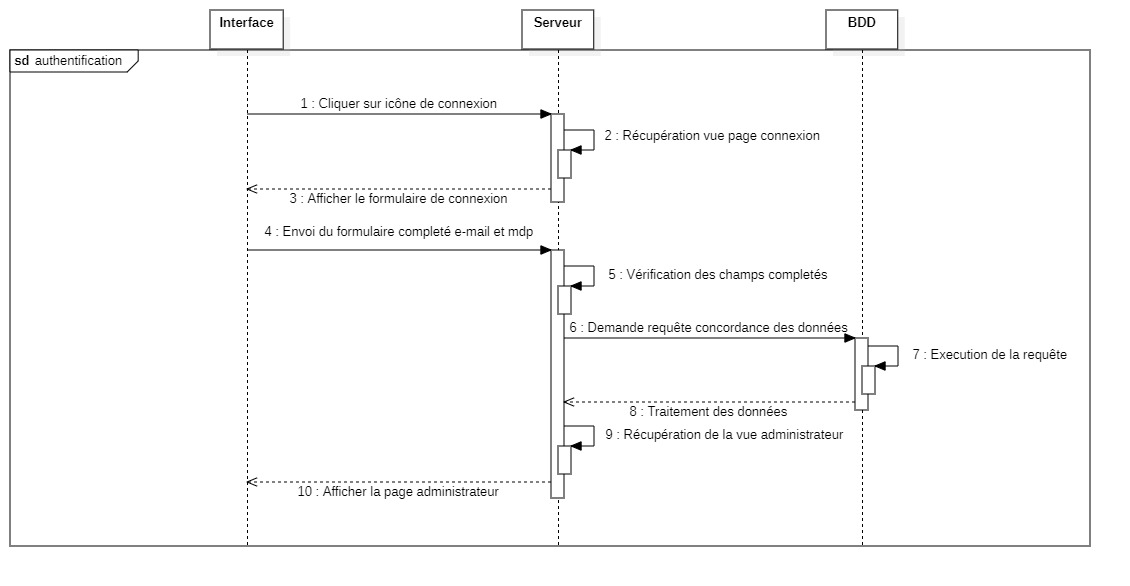 Interface
Serveur
BDD
sd authentification
1 : Cliquer sur icône de connexion
2 : Récupération vue page connexion
3 : Afficher le formulaire de connexion
4 : Envoi du formulaire completé e-mail et mdp
5 : Vérification des champs completés
6 : Demande requête concordance des données
7 : Execution de la requête
8 : Traitement des données
9 : Récupération de la vue administrateur
10 : Afficher la page administrateur